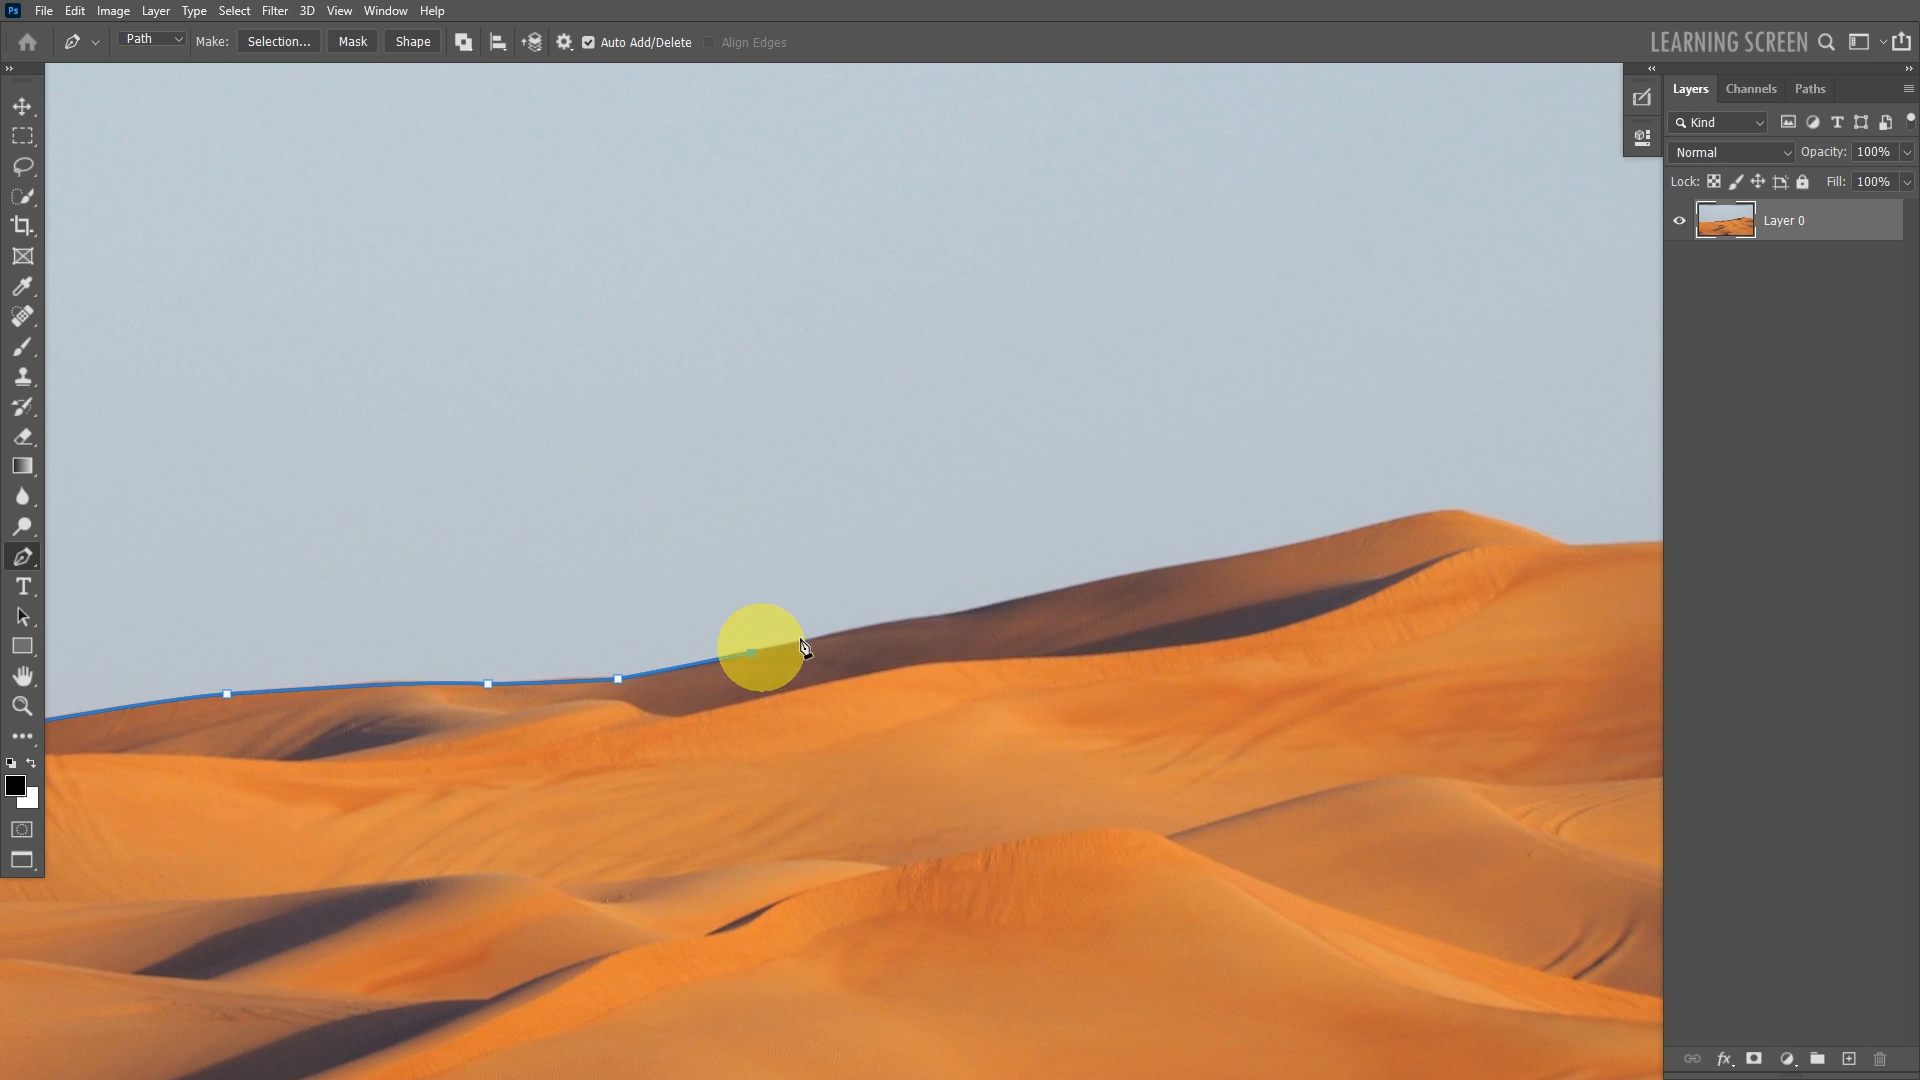 Ps File Edit Image Layer Type Select Filter 3D View Window Help
Path Make: Selection... Mask Shape Auto Add/Delete Align Edges LEARNING SCREEN
Layers Channels Paths
Kind
Normal Opacity: 100%
Lock: Fill: 100%
Layer 0
fx